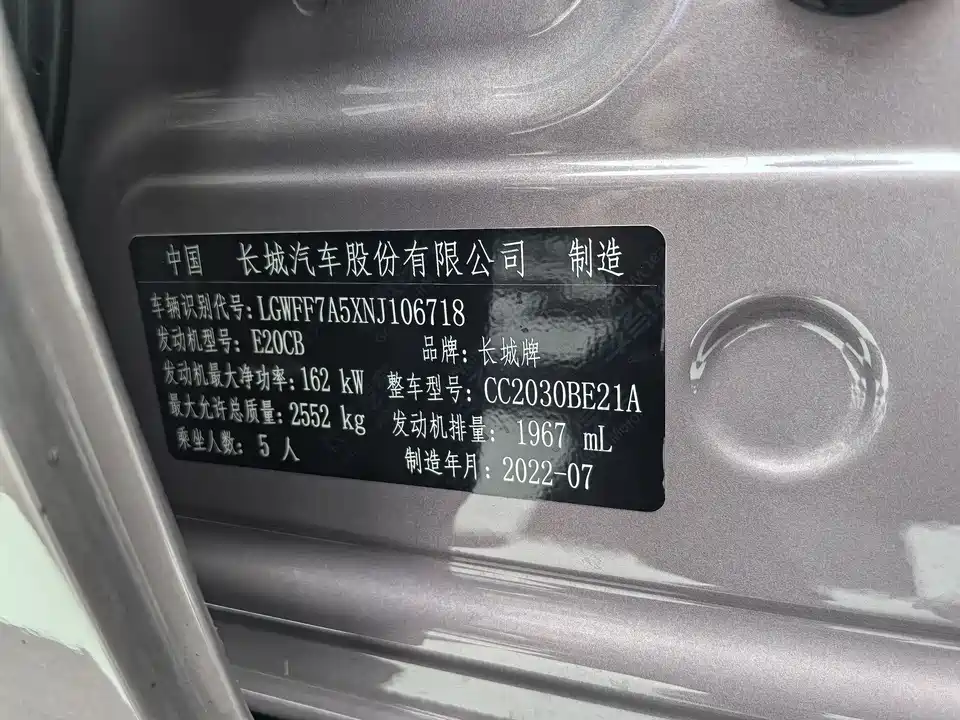 中国 长城汽车股份有限公司 制造
车辆识别代号：LGWFF7A5XNJ106718
发动机型号：E20CB 品牌：长城牌
发动机最大净功率：162 kW 整车型号：CC2030BE21A
最大允许总质量：2552 kg 发动机排量：1967 mL
乘坐人数：5 人 制造年月：2022-07